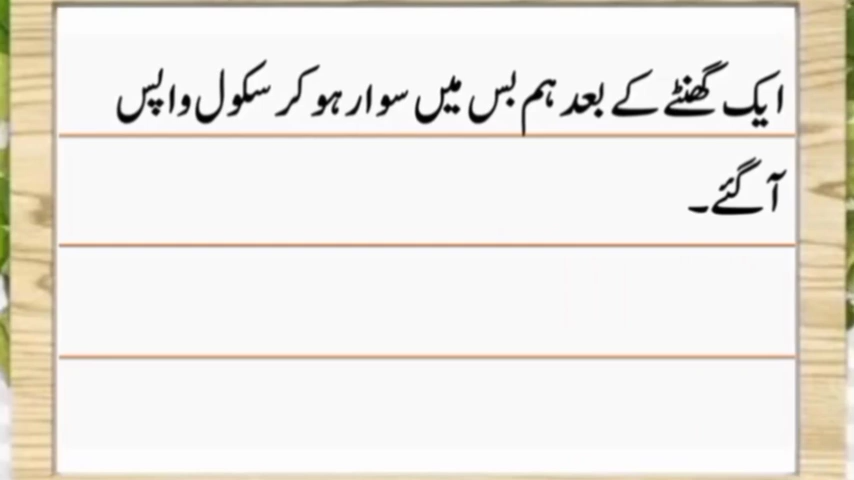 ایک گھنٹے کے بعد ہم بس میں سوار ہو کر سکول واپس
آ گئے۔